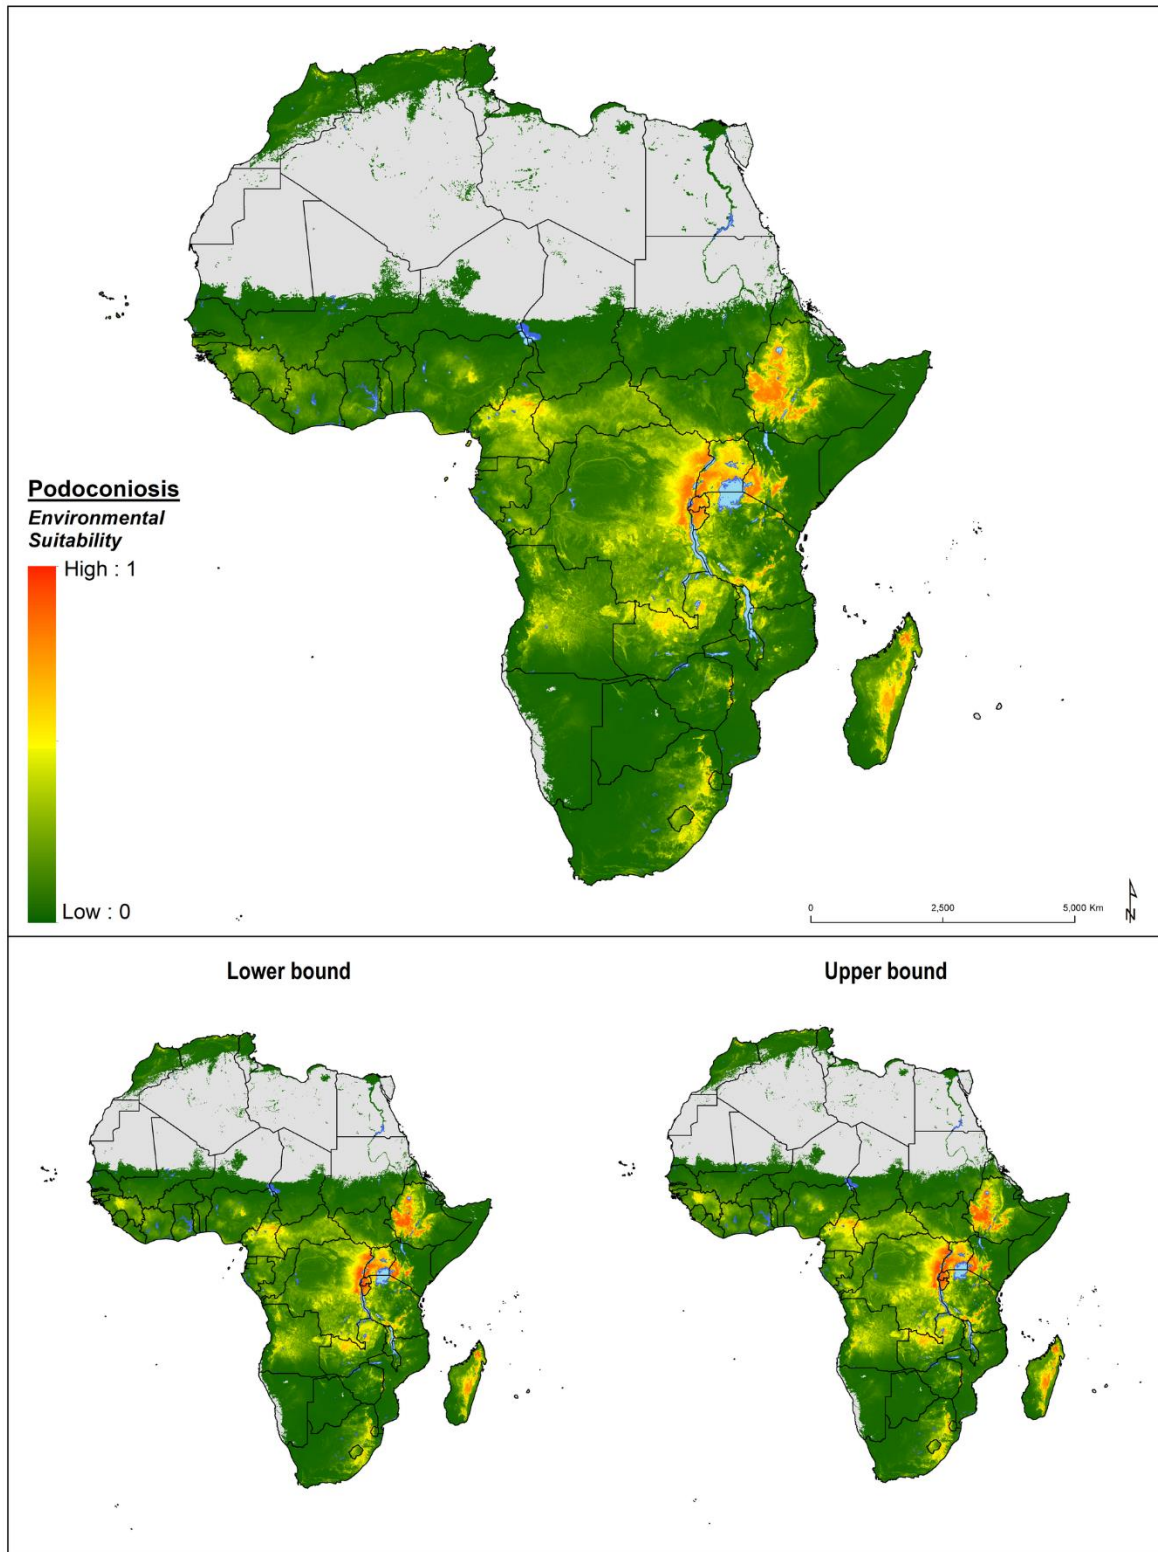 Podoconiosis
Environmental
Suitability
High : 1
Low : 0
0 2,500 5,000 Km
N
Lower bound
Upper bound